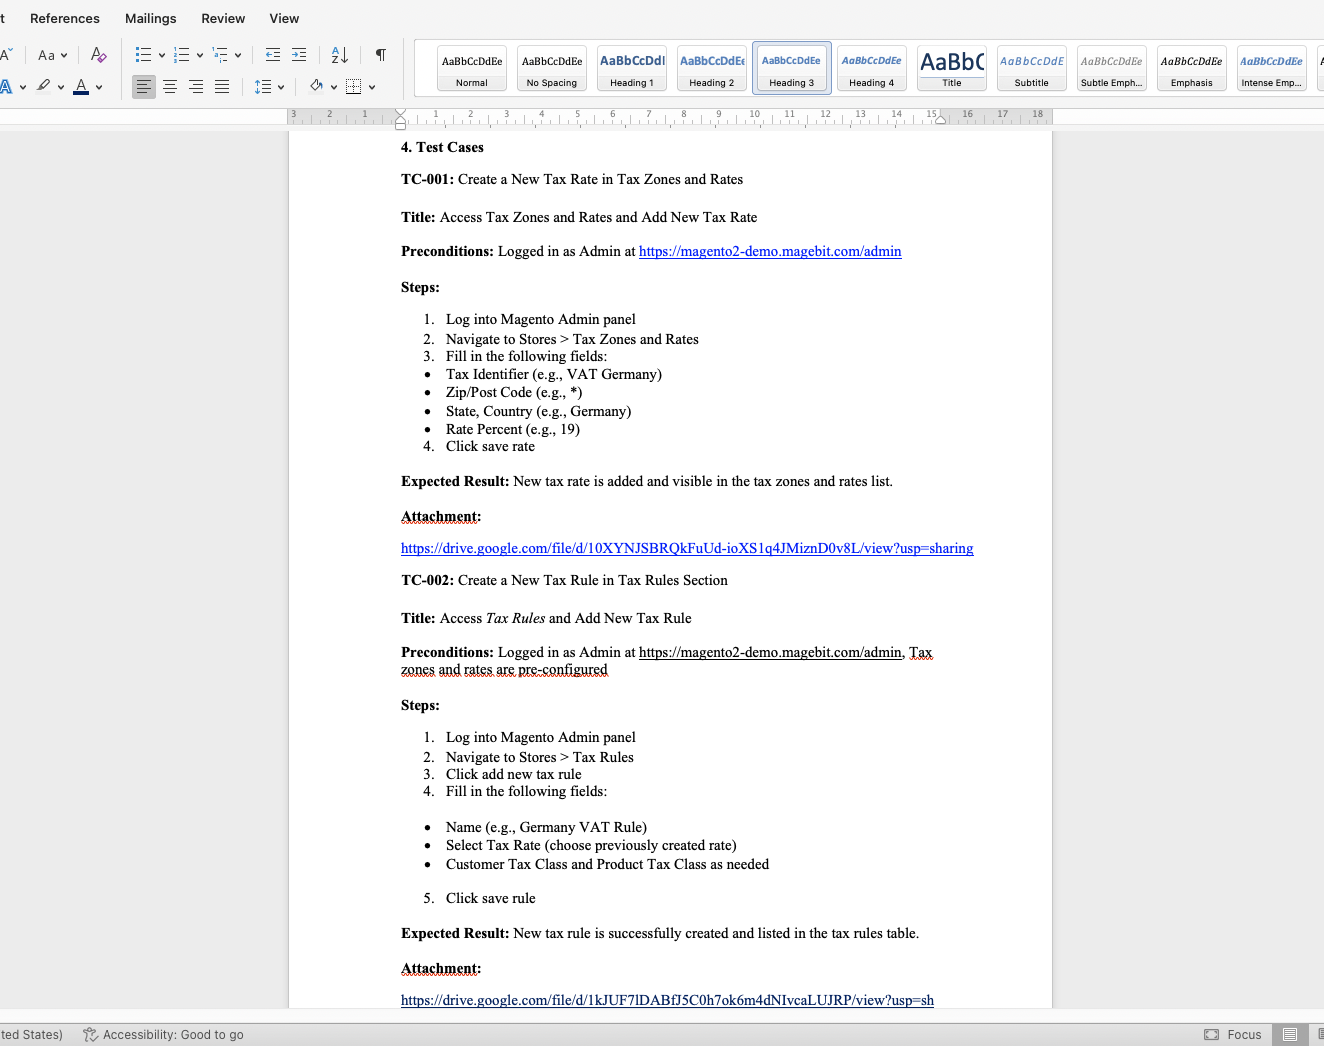 References Mailings Review View
Aa
AaBbCcDdEe AaBbCcDdEe AaBbCcDdI AaBbCcDdEe AaBbCcDdEe AaBbCcDdEe AaBbC AaBbCcDdE AaBbCcDdEe AaBbCcDdEe AaBbCcDdEe
Normal No Spacing Heading 1 Heading 2 Heading 3 Heading 4 Title Subtitle Subtle Emph... Emphasis Intense Emp...
3 2 1 1 2 3 4 5 6 7 8 9 10 11 12 13 14 15 16 17 18
4. Test Cases
TC-001: Create a New Tax Rate in Tax Zones and Rates
Title: Access Tax Zones and Rates and Add New Tax Rate
Preconditions: Logged in as Admin at https://magento2-demo.magebit.com/admin
Steps:
1. Log into Magento Admin panel
2. Navigate to Stores > Tax Zones and Rates
3. Fill in the following fields:
• Tax Identifier (e.g., VAT Germany)
• Zip/Post Code (e.g., *)
• State, Country (e.g., Germany)
• Rate Percent (e.g., 19)
4. Click save rate
Expected Result: New tax rate is added and visible in the tax zones and rates list.
Attachment:
https://drive.google.com/file/d/10XYNJSBRQkFuUd-ioXS1q4JMiznD0v8L/view?usp=sharing
TC-002: Create a New Tax Rule in Tax Rules Section
Title: Access Tax Rules and Add New Tax Rule
Preconditions: Logged in as Admin at https://magento2-demo.magebit.com/admin, Tax
zones and rates are pre-configured
Steps:
1. Log into Magento Admin panel
2. Navigate to Stores > Tax Rules
3. Click add new tax rule
4. Fill in the following fields:
• Name (e.g., Germany VAT Rule)
• Select Tax Rate (choose previously created rate)
• Customer Tax Class and Product Tax Class as needed
5. Click save rule
Expected Result: New tax rule is successfully created and listed in the tax rules table.
Attachment:
https://drive.google.com/file/d/1kJUF7lDABfJ5C0h7ok6m4dNIvcaLUJRP/view?usp=sh
ted States) Accessibility: Good to go Focus